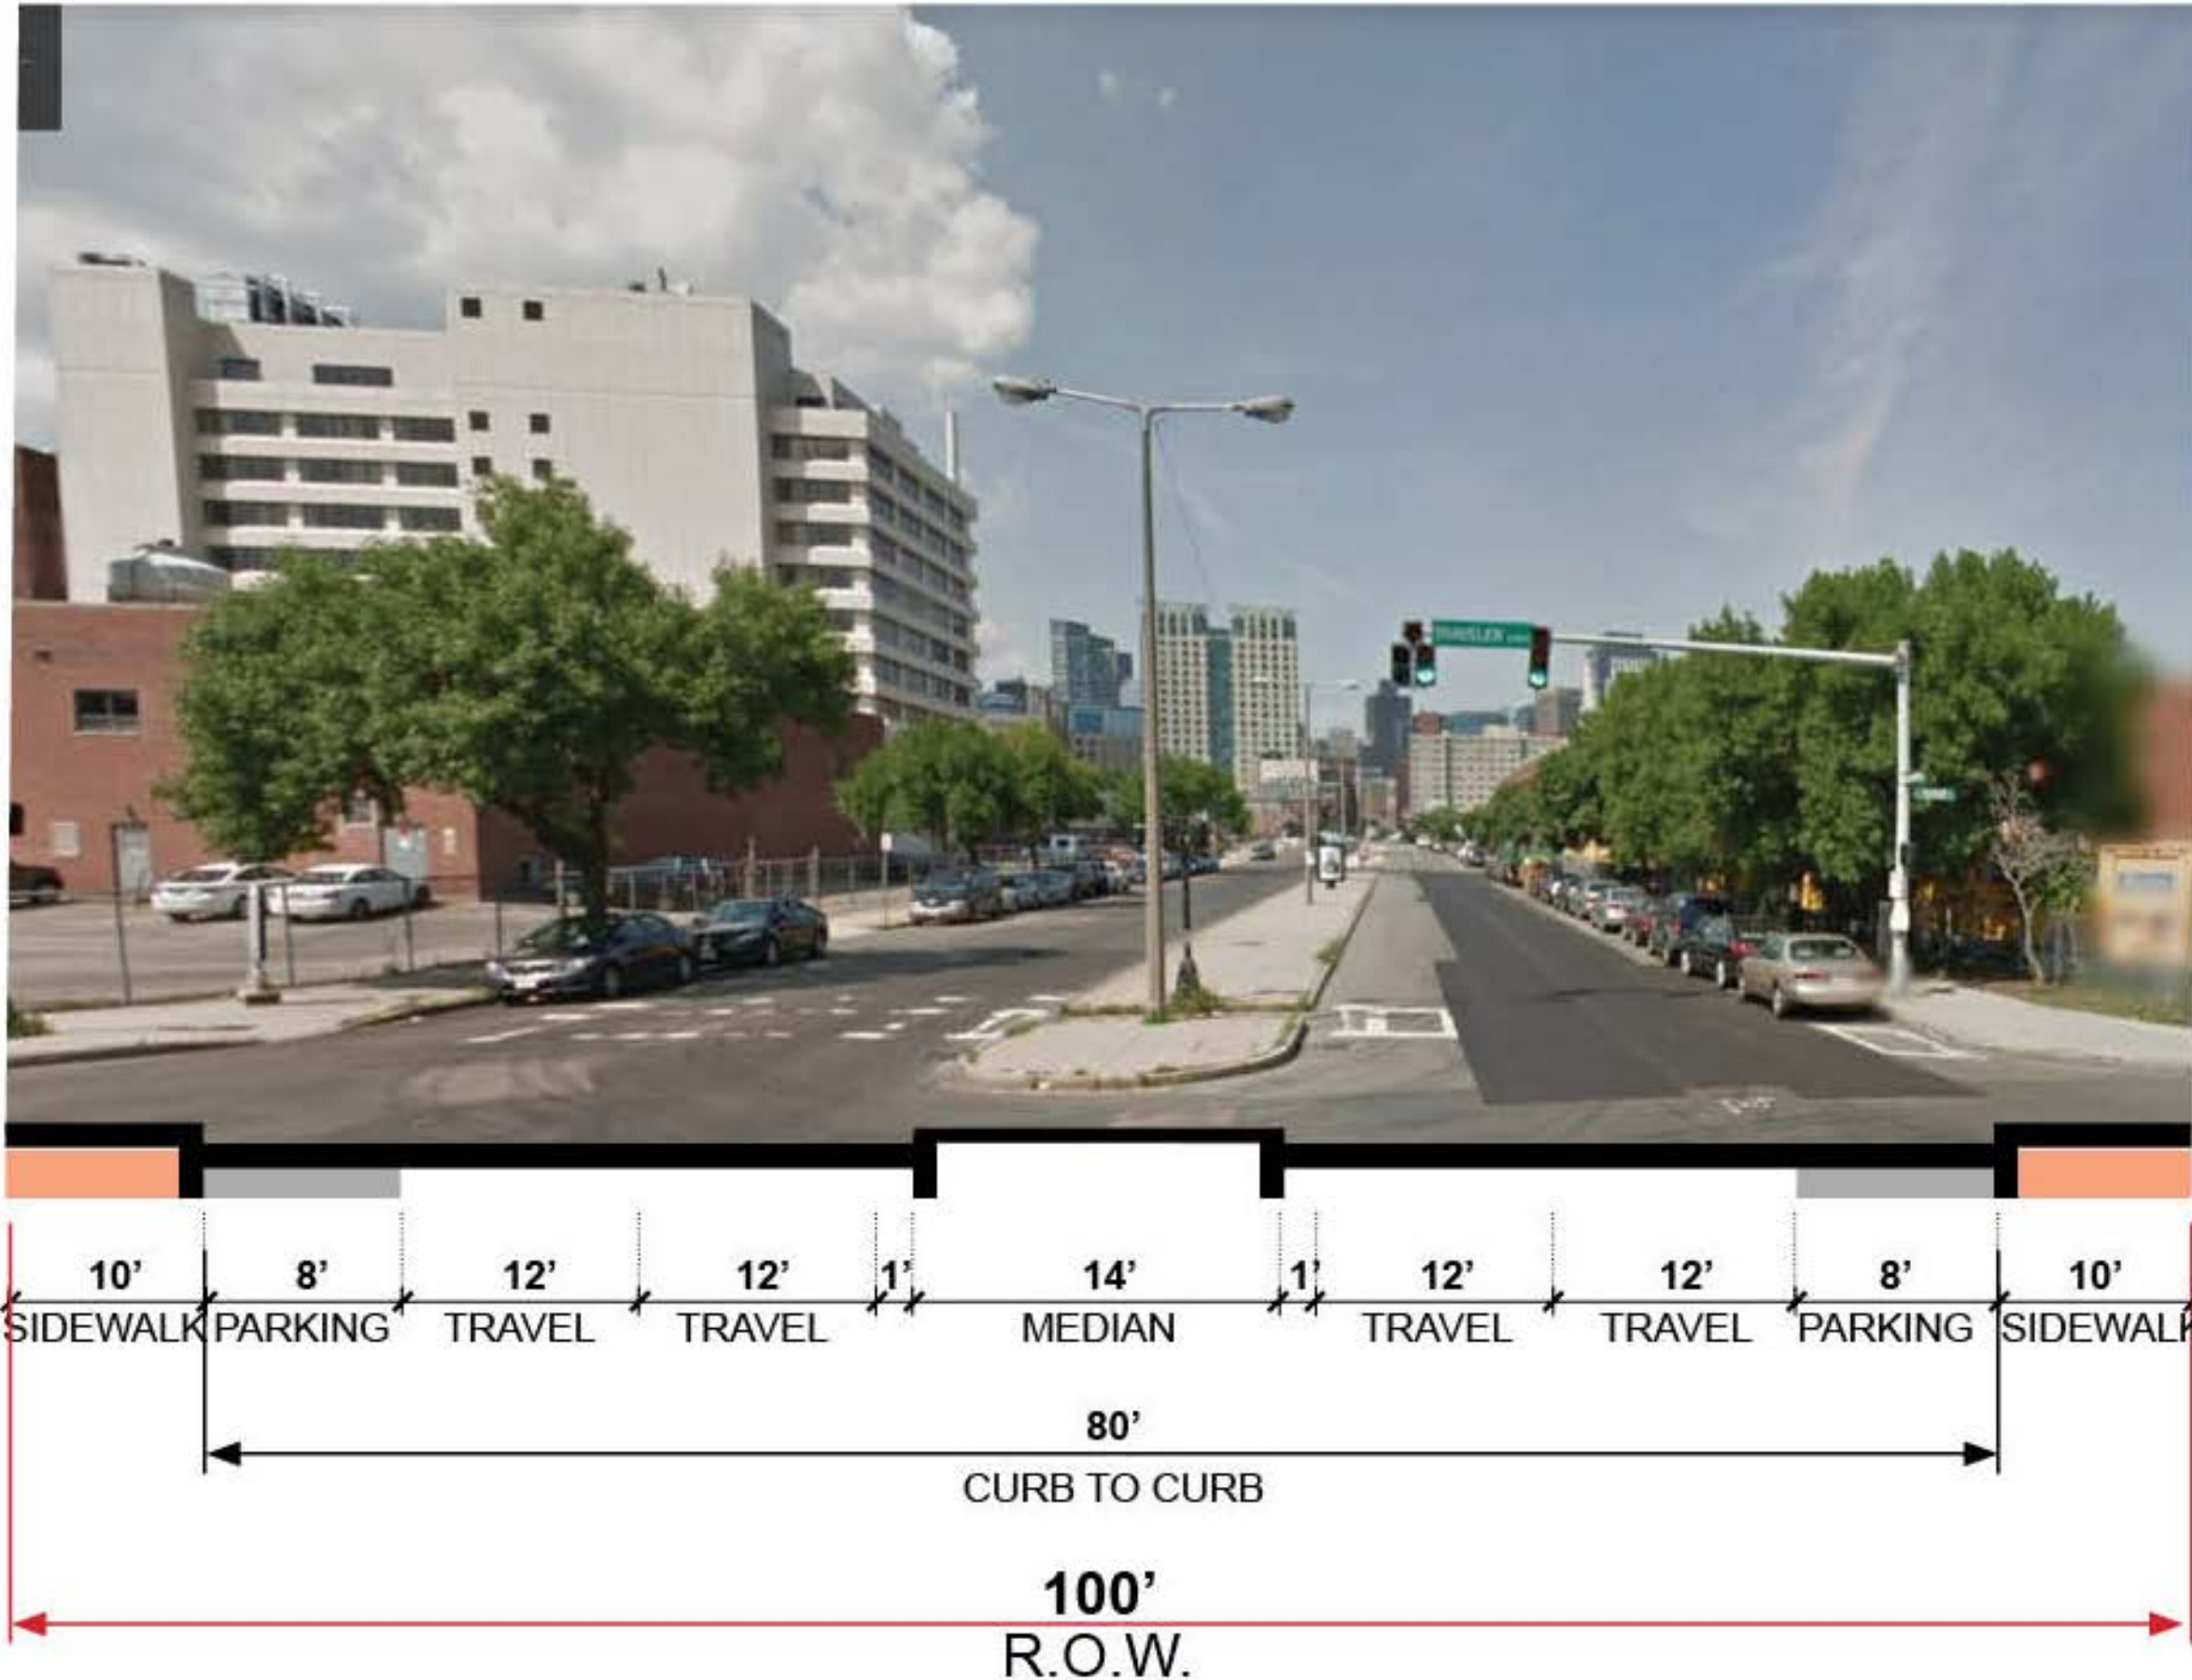 10’ 8’ 12’ 12’ 1’ 14’ 1’ 12’ 12’ 8’ 10’
SIDEWALK PARKING TRAVEL TRAVEL MEDIAN TRAVEL TRAVEL PARKING SIDEWALK
80’
CURB TO CURB
100’
R.O.W.